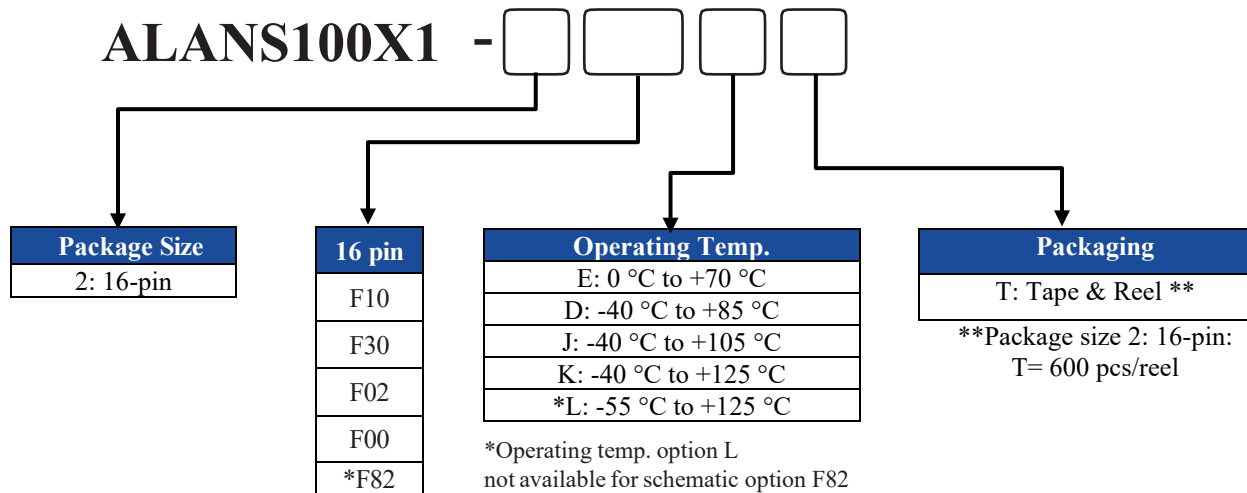 ALANS100X1 -
Package Size
2: 16-pin
16 pin
F10
F30
F02
F00
*F82
Operating Temp.
E: 0 °C to +70 °C
D: -40 °C to +85 °C
J: -40 °C to +105 °C
K: -40 °C to +125 °C
*L: -55 °C to +125 °C
*Operating temp. option L
not available for schematic option F82
Packaging
T: Tape & Reel **
**Package size 2: 16-pin:
T= 600 pcs/reel